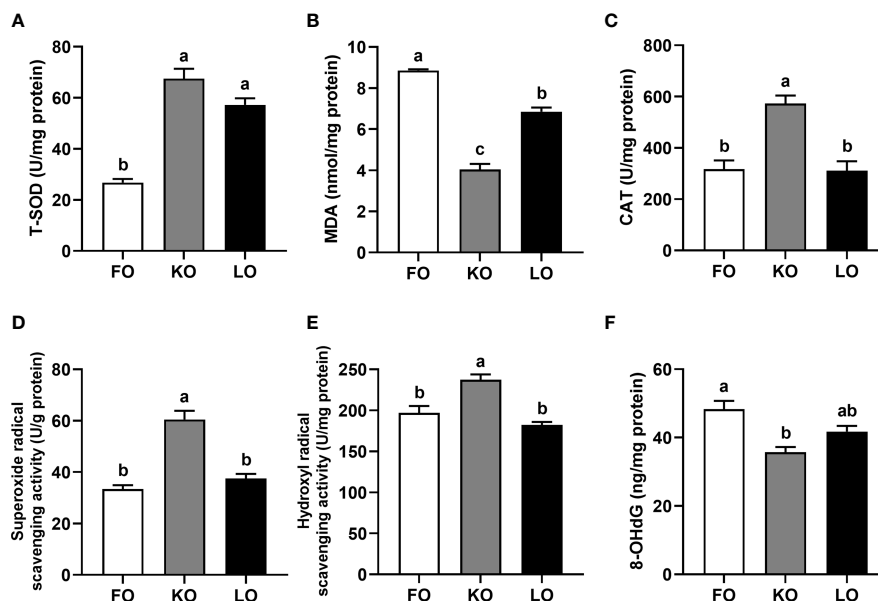 A
T-SOD (U/mg protein)
80
60
40
20
0
b
a
a
FO
KO
LO
B
MDA (nmol/mg protein)
10
8
6
4
2
0
a
c
b
FO
KO
LO
C
CAT (U/mg protein)
800
600
400
200
0
b
a
b
FO
KO
LO
D
Superoxide radical
scavenging activity (U/g protein)
80
60
40
20
0
b
a
b
FO
KO
LO
E
Hydroxyl radical
scavenging activity (U/mg protein)
250
200
150
100
50
0
b
a
b
FO
KO
LO
F
8-OHdG (ng/mg protein)
60
40
20
0
a
b
ab
FO
KO
LO